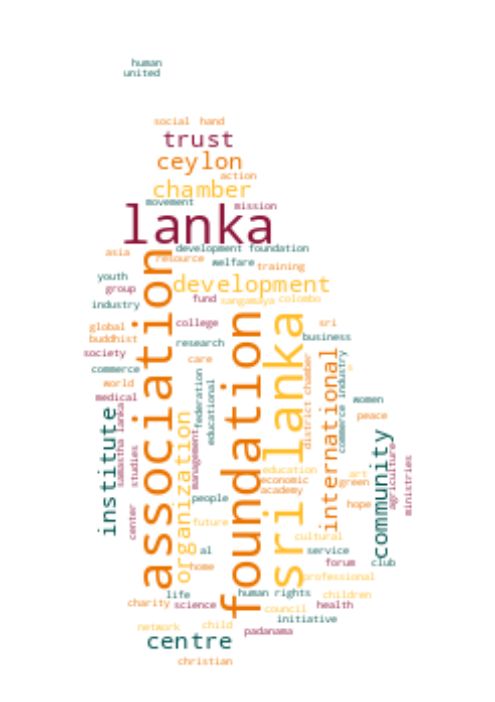 human
united
social hand
trust
ceylon
action
chamber
movement
mission
lanka
development foundation
asia
resource
welfare
training
youth
development
group
fund
sangamaya
colombo
industry
association
foundation
sri lanka
college
sri
global
buddhist
research
business
society
care
commerce
world
medical
federation
educational
district chamber
international
commerce industry
s
women
peace
institute
samastha lanka
organization
management
studies
center
community
agriculture
ministries
education
economic
academy
art
green
people
hope
future
cultural
al
service
home
forum
club
professional
life
human rights
children
charity
science
council
health
initiative
network
child
padanama
centre
christian